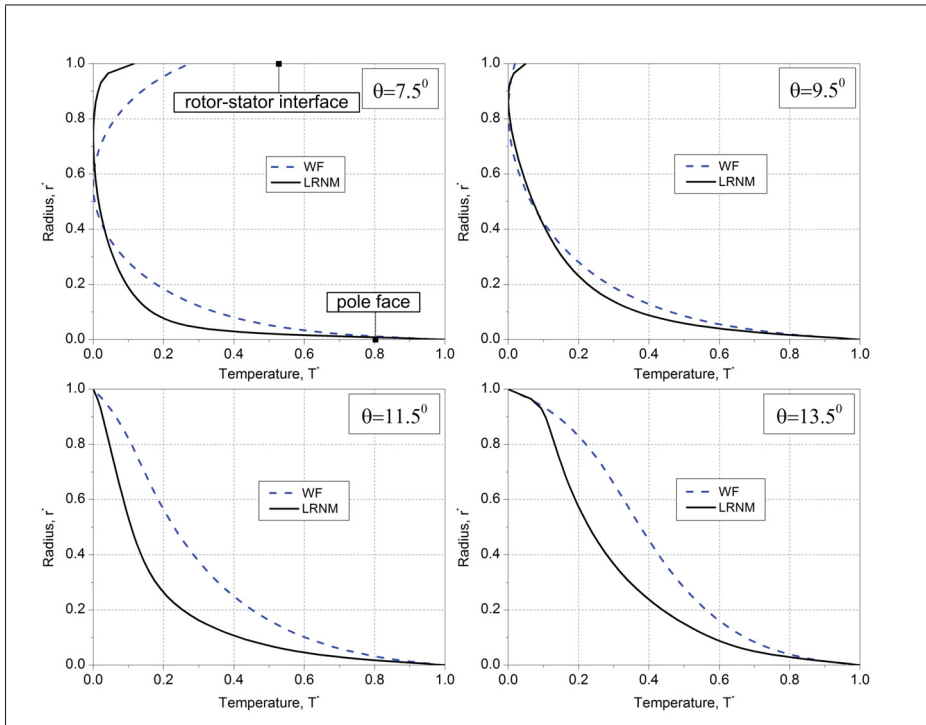 1.0
0.8
0.6
0.4
0.2
0.0
Radius, r*
0.0 0.2 0.4 0.6 0.8 1.0
Temperature, T*
θ=7.5⁰
rotor-stator interface
WF
LRNM
pole face
1.0
0.8
0.6
0.4
0.2
0.0
Radius, r*
0.0 0.2 0.4 0.6 0.8 1.0
Temperature, T*
θ=9.5⁰
WF
LRNM
1.0
0.8
0.6
0.4
0.2
0.0
Radius, r*
0.0 0.2 0.4 0.6 0.8 1.0
Temperature, T*
θ=11.5⁰
WF
LRNM
1.0
0.8
0.6
0.4
0.2
0.0
Radius, r*
0.0 0.2 0.4 0.6 0.8 1.0
Temperature, T*
θ=13.5⁰
WF
LRNM